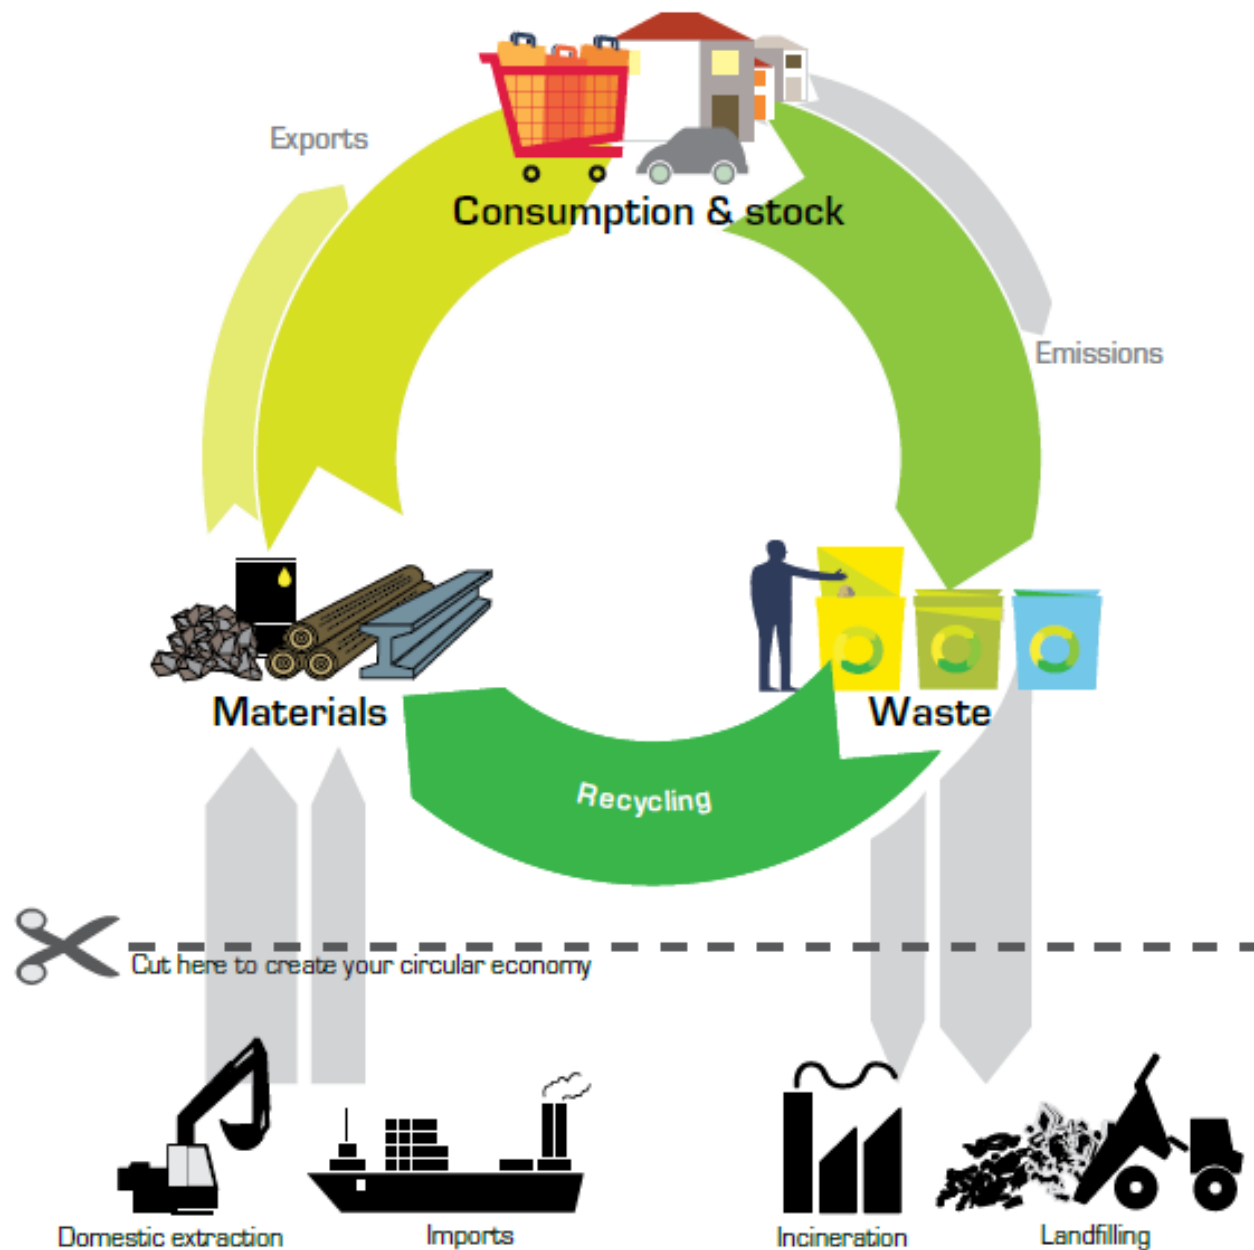 Exports
Consumption & stock
Emissions
Materials
Waste
Recycling
Cut here to create your circular economy
Domestic extraction
Imports
Incineration
Landfilling